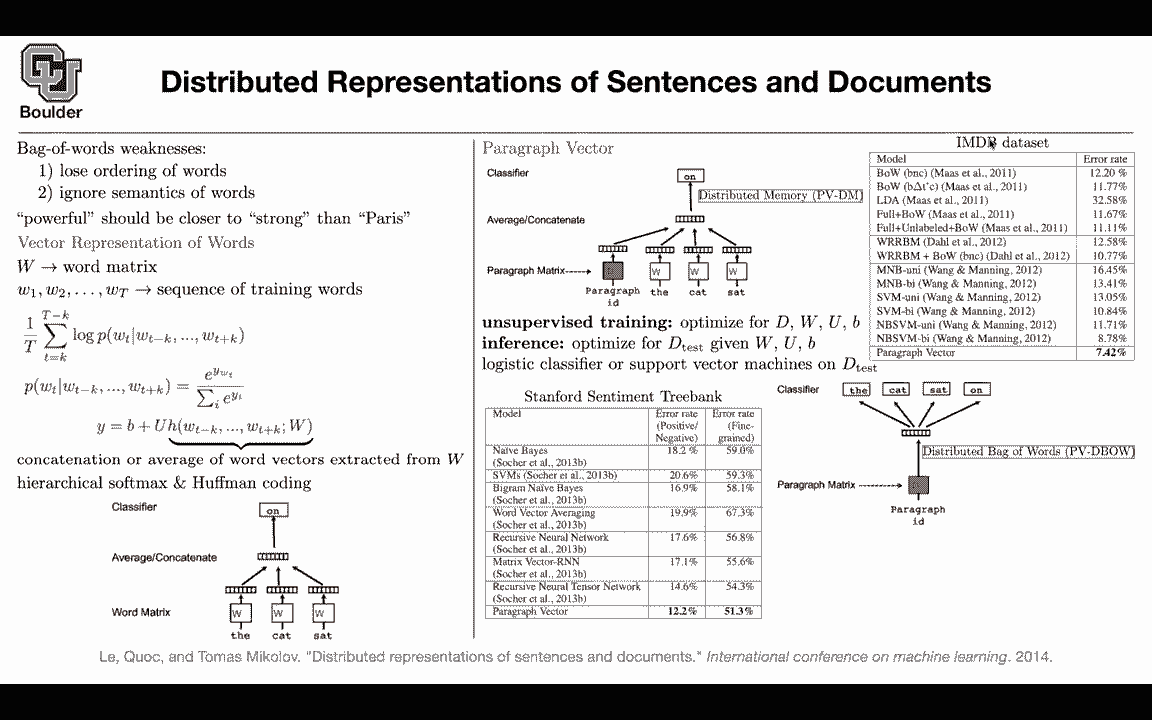 Boulder
Distributed Representations of Sentences and Documents
Bag-of-words weaknesses:
1) lose ordering of words
2) ignore semantics of words
“powerful” should be closer to “strong” than “Paris”
Vector Representation of Words
W → word matrix
w₁, w₂, . . . , w_T → sequence of training words
1/T ∑_{t=k}^{T−k} log p(w_t|w_{t−k}, ..., w_{t+k})
p(w_t|w_{t−k}, ..., w_{t+k}) = e^{y_{w_t}} / ∑_i e^{y_i}
y = b + Uh(w_{t−k}, ..., w_{t+k}; W)
concatenation or average of word vectors extracted from W
hierarchical softmax & Huffman coding
Classifier
on
Average/Concatenate
Word Matrix
W W W
the cat sat
Paragraph Vector
Classifier
on
Distributed Memory (PV-DM)
Average/Concatenate
Paragraph Matrix
D W W W
Paragraph id the cat sat
unsupervised training: optimize for D, W, U, b
inference: optimize for D_test given W, U, b
logistic classifier or support vector machines on D_test
Stanford Sentiment Treebank
Model Error rate (Positive/Negative) Error rate (Fine-grained)
Naïve Bayes (Socher et al., 2013b) 18.2 % 59.0%
SVMs (Socher et al., 2013b) 20.6% 59.3%
Bigram Naïve Bayes (Socher et al., 2013b) 16.9% 58.1%
Word Vector Averaging (Socher et al., 2013b) 19.9% 67.3%
Recursive Neural Network (Socher et al., 2013b) 17.6% 56.8%
Matrix Vector-RNN (Socher et al., 2013b) 17.1% 55.6%
Recursive Neural Tensor Network (Socher et al., 2013b) 14.6% 54.3%
Paragraph Vector 12.2% 51.3%
IMDB dataset
Model Error rate
BoW (bnc) (Maas et al., 2011) 12.20 %
BoW (bΔt'c) (Maas et al., 2011) 11.77%
LDA (Maas et al., 2011) 32.58%
Full+BoW (Maas et al., 2011) 11.67%
Full+Unlabeled+BoW (Maas et al., 2011) 11.11%
WRRBM (Dahl et al., 2012) 12.58%
WRRBM + BoW (bnc) (Dahl et al., 2012) 10.77%
MNB-uni (Wang & Manning, 2012) 16.45%
MNB-bi (Wang & Manning, 2012) 13.41%
SVM-uni (Wang & Manning, 2012) 13.05%
SVM-bi (Wang & Manning, 2012) 10.84%
NBSVM-uni (Wang & Manning, 2012) 11.71%
NBSVM-bi (Wang & Manning, 2012) 8.78%
Paragraph Vector 7.42%
Classifier
the cat sat on
Distributed Bag of Words (PV-DBOW)
Paragraph Matrix
D
Paragraph
id
Le, Quoc, and Tomas Mikolov. "Distributed representations of sentences and documents." International conference on machine learning. 2014.